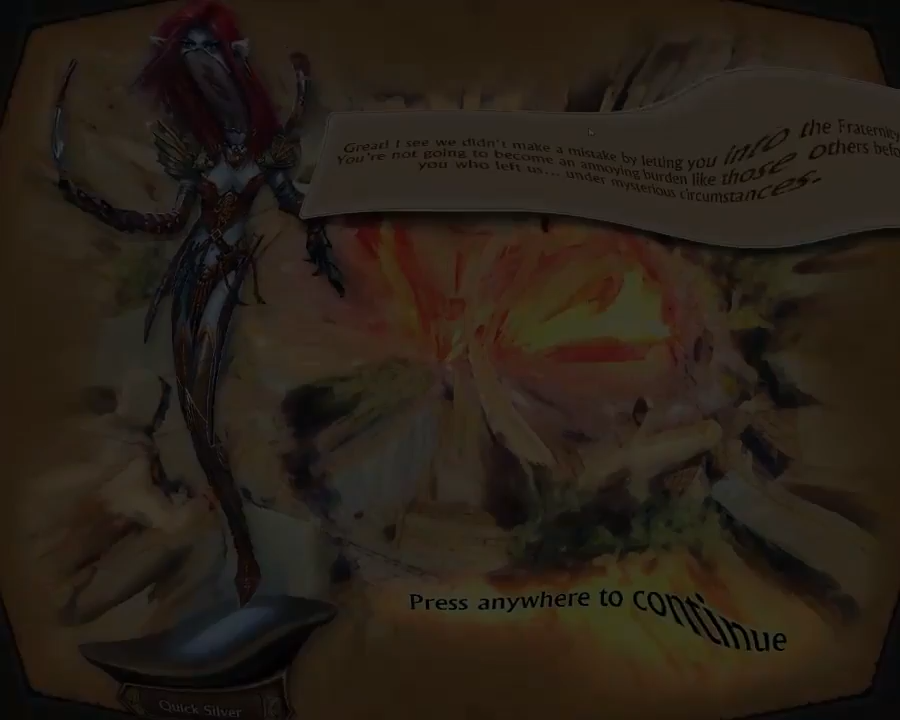 Great! I see we didn't make a mistake by letting you into the Fraternity
You're not going to become an annoying burden like those others
you who left us... under mysterious circumstances.
Press anywhere to continue
Quick Silver